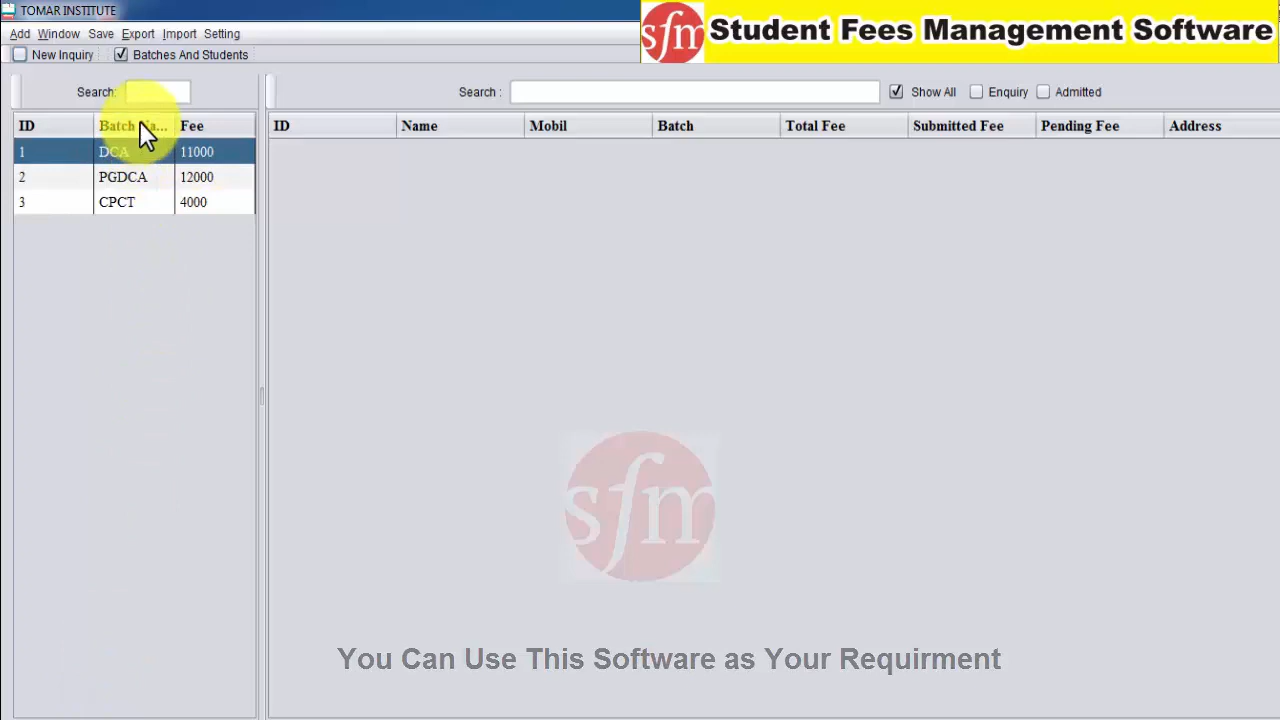 TOMAR INSTITUTE
sfm Student Fees Management Software
Add Window Save Export Import Setting
New Inquiry Batches And Students
Search: Search : Show All Enquiry Admitted
ID Batch Na... Fee ID Name Mobil Batch Total Fee Submitted Fee Pending Fee Address
1 DCA 11000
2 PGDCA 12000
3 CPCT 4000
sfm
You Can Use This Software as Your Requirment